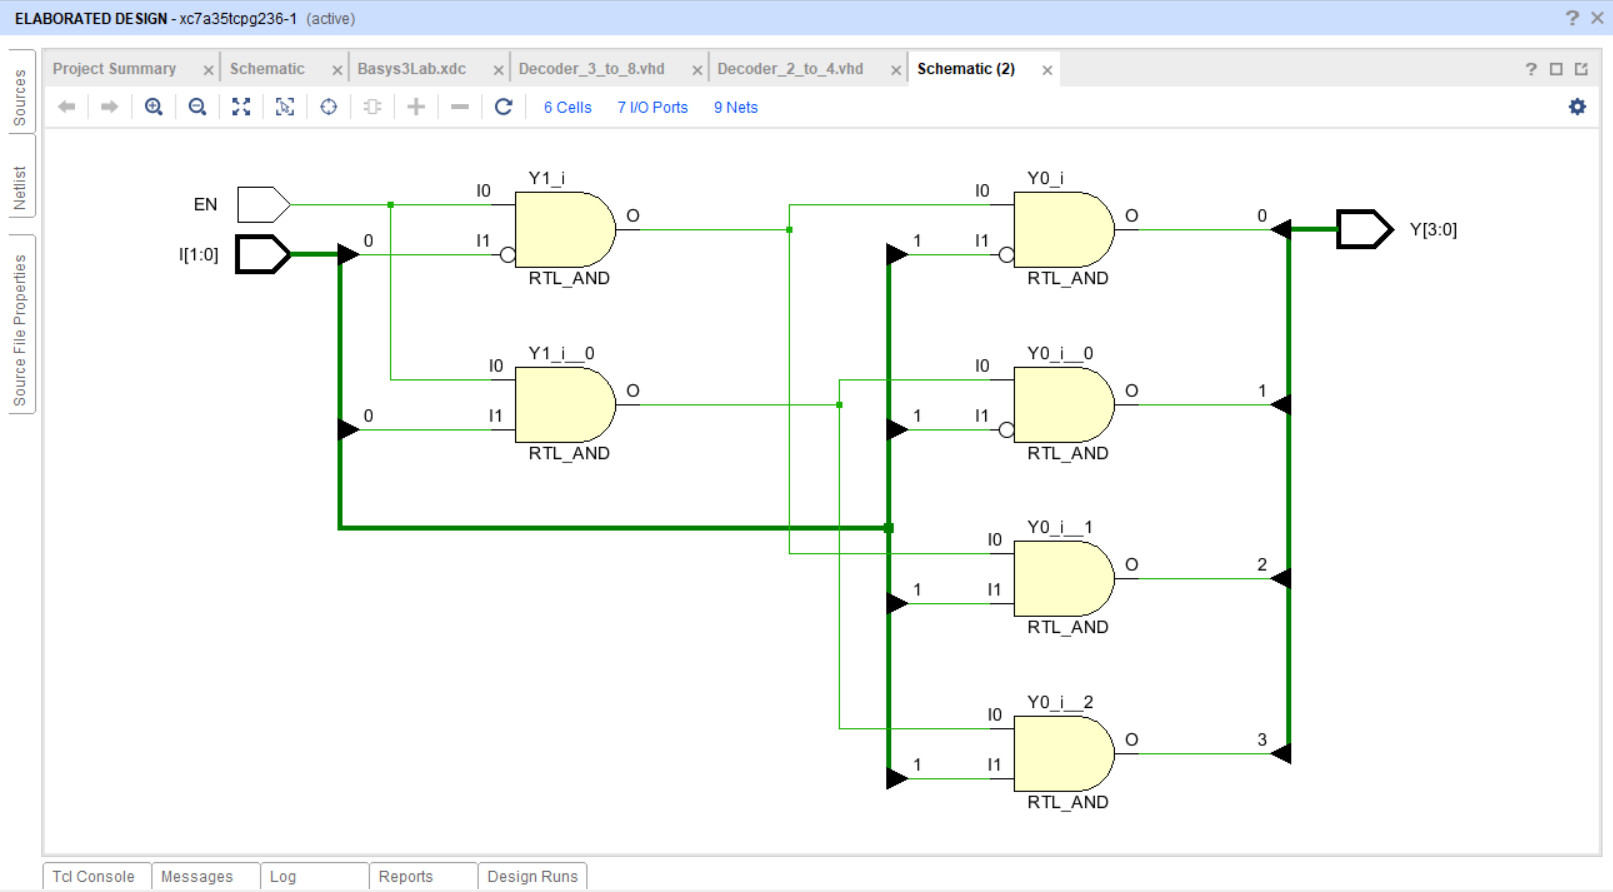 ELABORATED DESIGN - xc7a35tcpg236-1 (active)
Sources
Netlist
Source File Properties
Project Summary
Schematic
Basys3Lab.xdc
Decoder_3_to_8.vhd
Decoder_2_to_4.vhd
Schematic (2)
6 Cells
7 I/O Ports
9 Nets
EN
I[1:0]
0
0
Y1_i
I0
I1
O
RTL_AND
Y1_i__0
I0
I1
O
RTL_AND
Y0_i
I0
1
I1
O
0
RTL_AND
Y[3:0]
Y0_i__0
I0
1
I1
O
1
RTL_AND
Y0_i__1
I0
1
I1
O
2
RTL_AND
Y0_i__2
I0
1
I1
O
3
RTL_AND
Tcl Console
Messages
Log
Reports
Design Runs